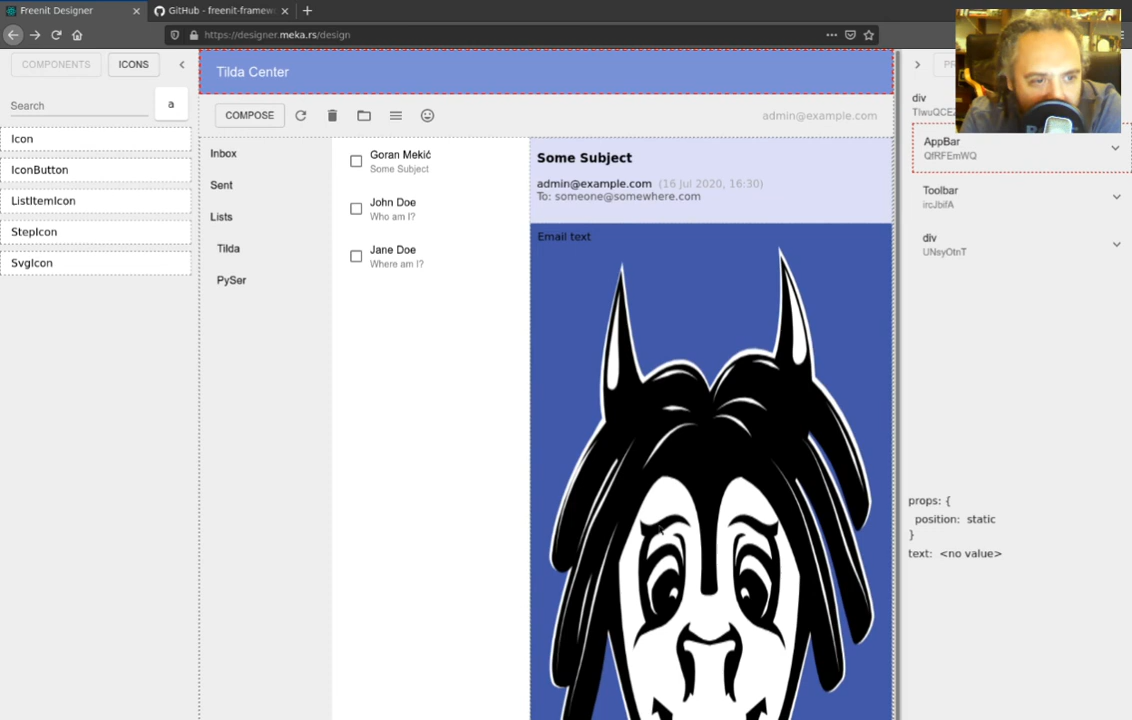 Freenit Designer
GitHub - freenit-framew
https://designer.meka.rs/design
COMPONENTS
ICONS
Search
a
Icon
IconButton
ListItemIcon
StepIcon
SvgIcon
Tilda Center
COMPOSE
admin@example.com
Inbox
Sent
Lists
Tilda
PySer
Goran Mekić
Some Subject
John Doe
Who am I?
Jane Doe
Where am I?
Some Subject
admin@example.com (16 Jul 2020, 16:30)
To: someone@somewhere.com
Email text
div
AppBar
QfRFEmWQ
Toolbar
ircJbifA
div
UNsyOtnT
props: {
position: static
}
text: <no value>